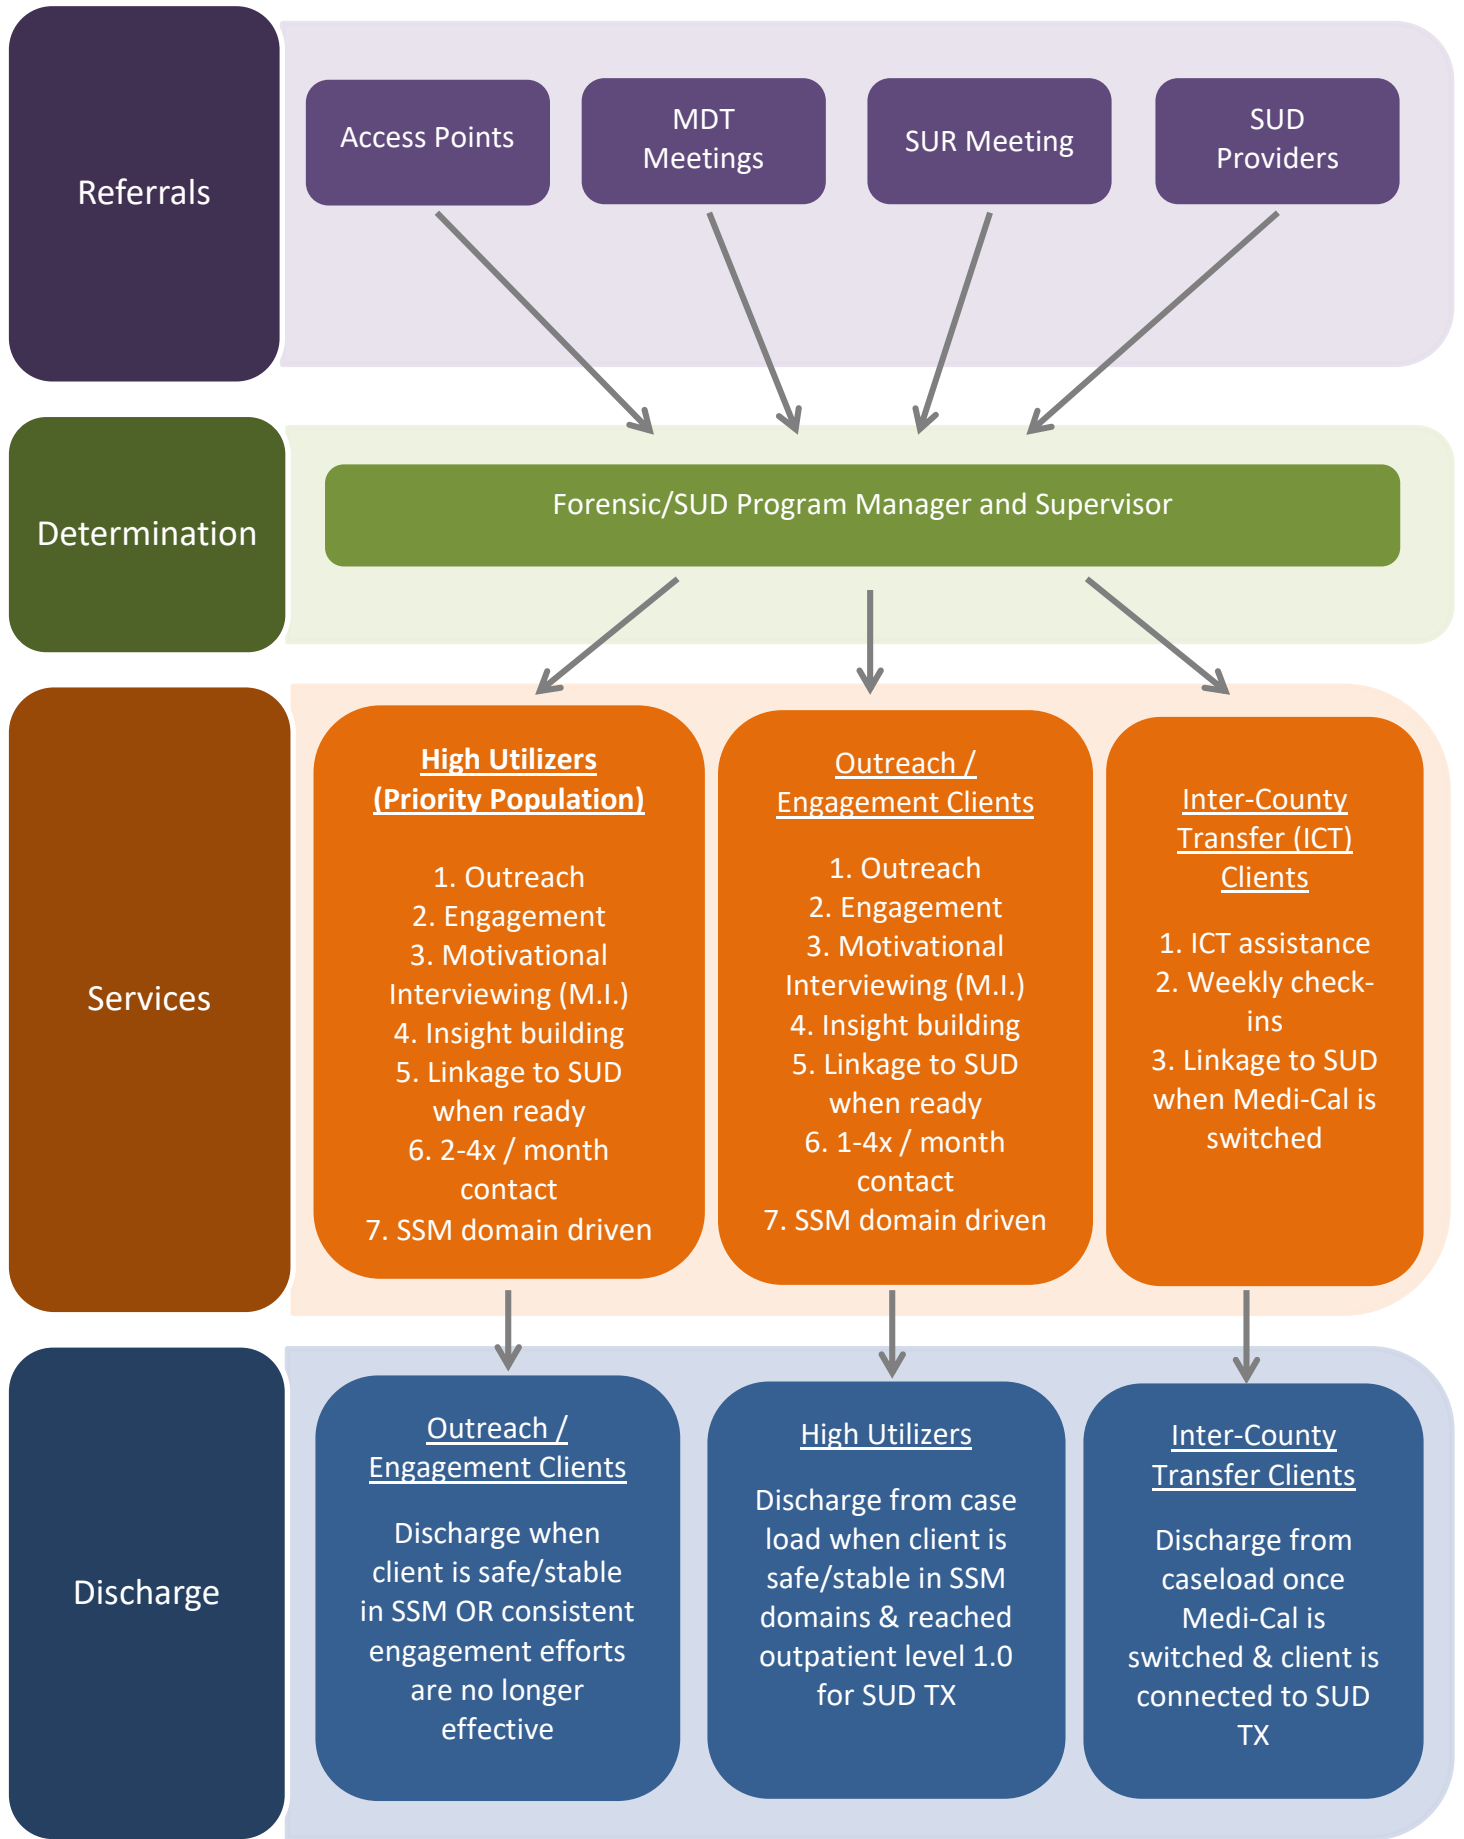 Referrals
Access Points
MDT
Meetings
SUR Meeting
SUD
Providers
Determination
Forensic/SUD Program Manager and Supervisor
Services
High Utilizers
(Priority Population)
1. Outreach
2. Engagement
3. Motivational
Interviewing (M.I.)
4. Insight building
5. Linkage to SUD
when ready
6. 2-4x / month
contact
7. SSM domain driven
Outreach /
Engagement Clients
1. Outreach
2. Engagement
3. Motivational
Interviewing (M.I.)
4. Insight building
5. Linkage to SUD
when ready
6. 1-4x / month
contact
7. SSM domain driven
Inter-County
Transfer (ICT)
Clients
1. ICT assistance
2. Weekly check-
ins
3. Linkage to SUD
when Medi-Cal is
switched
Discharge
Outreach /
Engagement Clients
Discharge when
client is safe/stable
in SSM OR consistent
engagement efforts
are no longer
effective
High Utilizers
Discharge from case
load when client is
safe/stable in SSM
domains & reached
outpatient level 1.0
for SUD TX
Inter-County
Transfer Clients
Discharge from
caseload once
Medi-Cal is
switched & client is
connected to SUD
TX